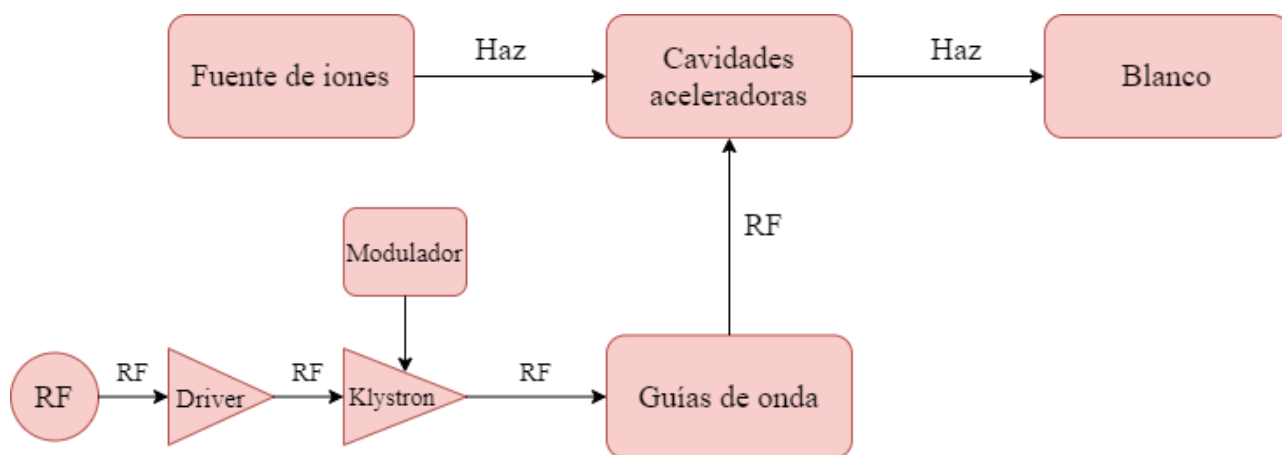 Haz
Haz
Fuente de iones
Cavidades
aceleradoras
Blanco
RF
Modulador
RF
RF
RF
RF
Driver
Klystron
Guías de onda